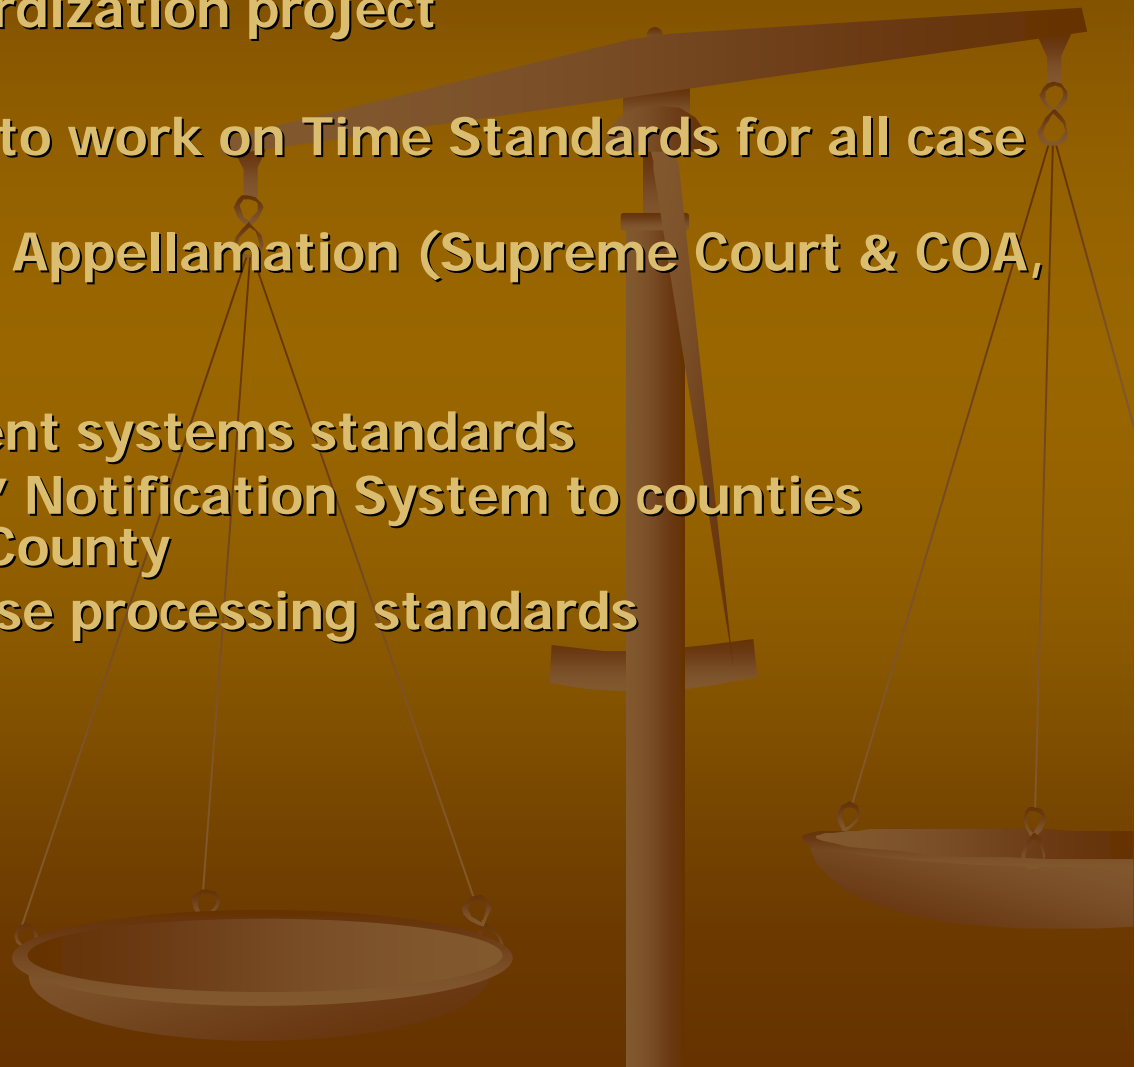 rdization project
to work on Time Standards for all case
Appellamation (Supreme Court & COA,
ent systems standards
” Notification System to counties
County
se processing standards